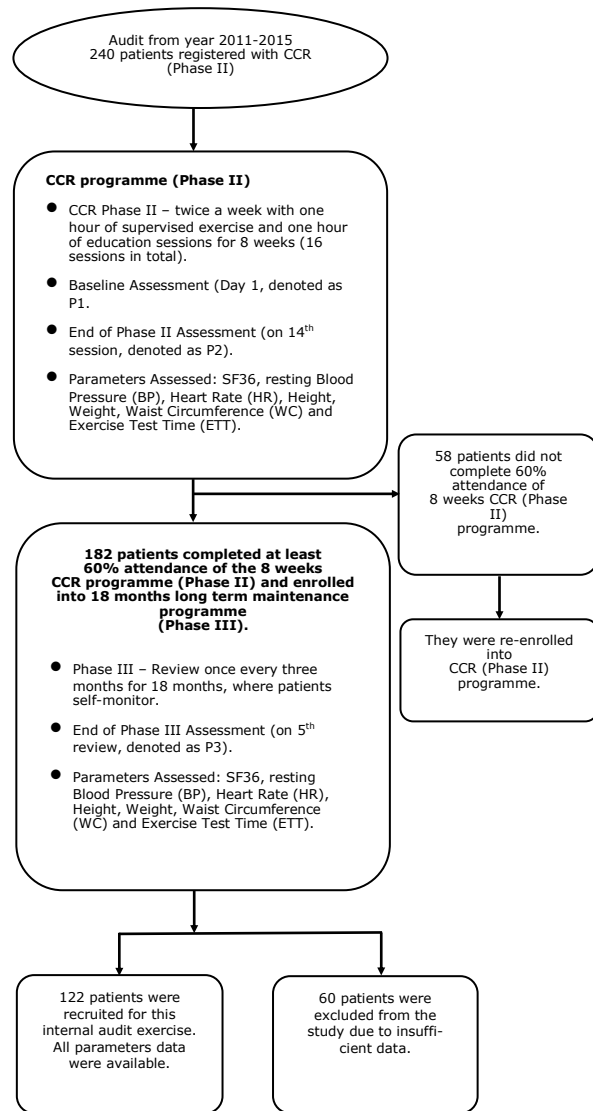 Audit from year 2011-2015
240 patients registered with CCR
(Phase II)
CCR programme (Phase II)
● CCR Phase II – twice a week with one
hour of supervised exercise and one hour
of education sessions for 8 weeks (16
sessions in total).
● Baseline Assessment (Day 1, denoted as
P1.
● End of Phase II Assessment (on 14th
session, denoted as P2).
● Parameters Assessed: SF36, resting Blood
Pressure (BP), Heart Rate (HR), Height,
Weight, Waist Circumference (WC) and
Exercise Test Time (ETT).
58 patients did not
complete 60%
attendance of
8 weeks CCR (Phase
II)
programme.
They were re-enrolled
into
CCR (Phase II)
programme.
182 patients completed at least
60% attendance of the 8 weeks
CCR programme (Phase II) and enrolled
into 18 months long term maintenance
programme
(Phase III).
● Phase III – Review once every three
months for 18 months, where patients
self-monitor.
● End of Phase III Assessment (on 5th
review, denoted as P3).
● Parameters Assessed: SF36, resting
Blood Pressure (BP), Heart Rate (HR),
Height, Weight, Waist Circumference
(WC) and Exercise Test Time (ETT).
122 patients were
recruited for this
internal audit exercise.
All parameters data
were available.
60 patients were
excluded from the
study due to insuffi-
cient data.